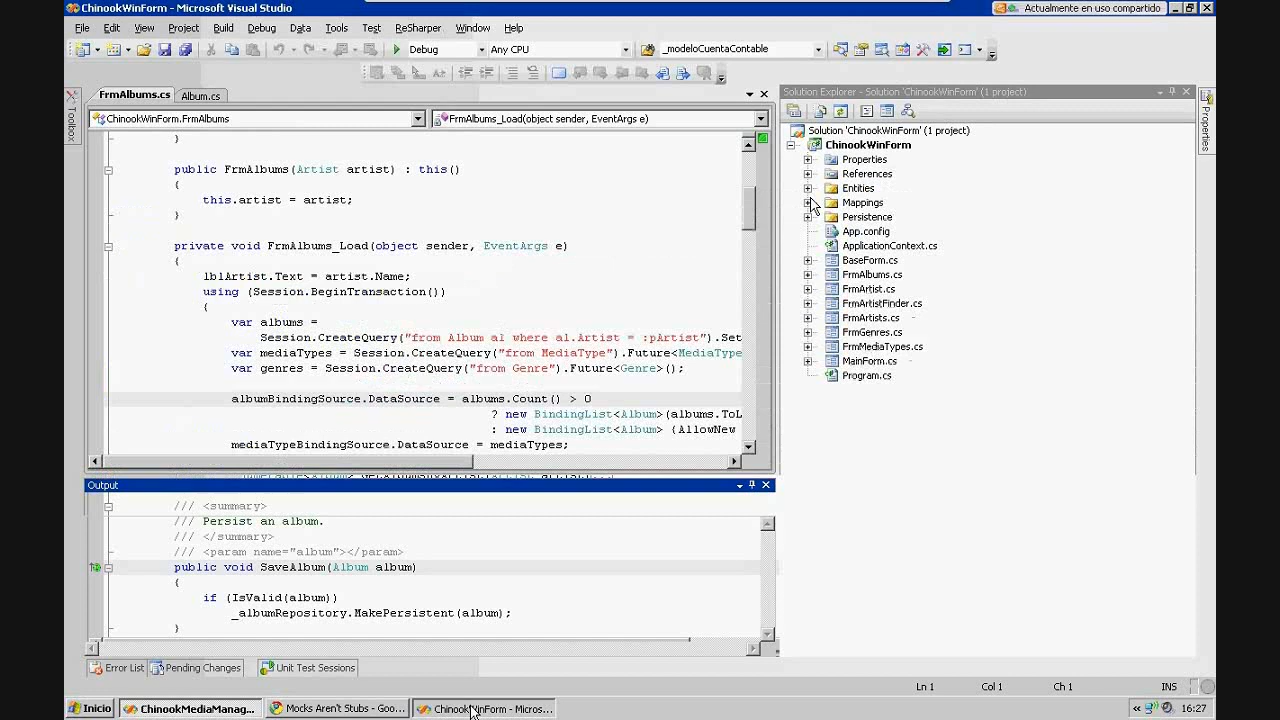 ChinookWinForm - Microsoft Visual Studio
Actualmente en uso compartido
File Edit View Project Build Debug Data Tools Test ReSharper Window Help
Debug Any CPU _modeloCuentaContable
FrmAlbums.cs Album.cs
ChinookWinForm.FrmAlbums FrmAlbums_Load(object sender, EventArgs e)
}
public FrmAlbums(Artist artist) : this()
{
this.artist = artist;
}
private void FrmAlbums_Load(object sender, EventArgs e)
{
lblArtist.Text = artist.Name;
using (Session.BeginTransaction())
{
var albums =
Session.CreateQuery("from Album al where al.Artist = :pArtist").Set
var mediaTypes = Session.CreateQuery("from MediaType").Future<MediaType
var genres = Session.CreateQuery("from Genre").Future<Genre>();
albumBindingSource.DataSource = albums.Count() > 0
? new BindingList<Album>(albums.ToL
: new BindingList<Album> {AllowNew
mediaTypeBindingSource.DataSource = mediaTypes;
Toolbox
Solution Explorer - Solution 'ChinookWinForm' (1 project)
Solution 'ChinookWinForm' (1 project)
ChinookWinForm
Properties
References
Entities
Mappings
Persistence
App.config
ApplicationContext.cs
BaseForm.cs
FrmAlbums.cs
FrmArtist.cs
FrmArtistFinder.cs
FrmArtists.cs
FrmGenres.cs
FrmMediaTypes.cs
MainForm.cs
Program.cs
Properties
Output
/// <summary>
/// Persist an album.
/// </summary>
/// <param name="album"></param>
public void SaveAlbum(Album album)
{
if (IsValid(album))
_albumRepository.MakePersistent(album);
}
Error List Pending Changes Unit Test Sessions
Ln 1 Col 1 Ch 1 INS
Inicio ChinookMediaManag... Mocks Aren't Stubs - Goo... ChinookWinForm - Micros... 16:27